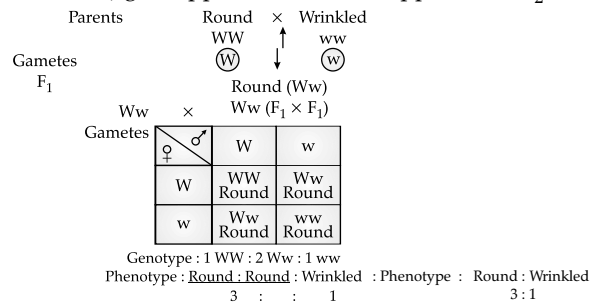 Parents Round × Wrinkled
WW ww
Gametes W w
F₁
Round (Ww)
Ww × Ww (F₁ × F₁)
Gametes
♀ ♂ W w
W WW Round Ww Round
w Ww Round ww Round
Genotype : 1 WW : 2 Ww : 1 ww
Phenotype : Round : Round : Wrinkled : Phenotype : Round : Wrinkled
3 : : 1 3 : 1